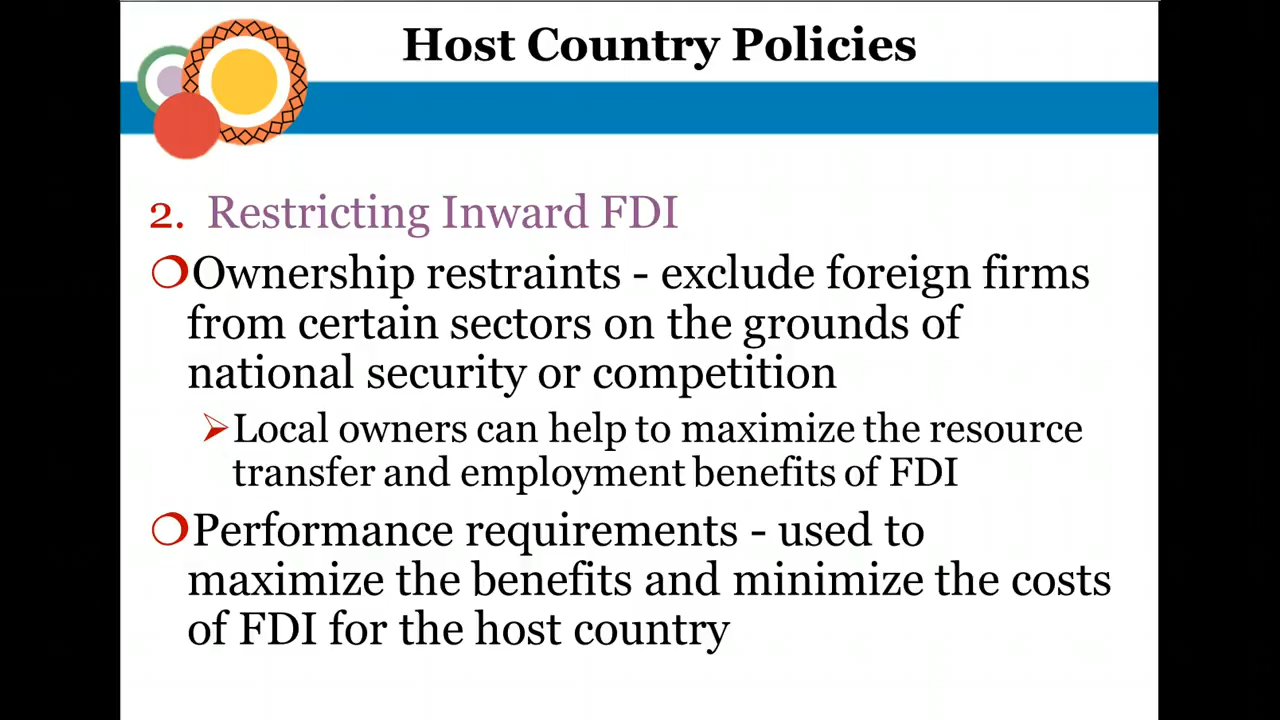 Host Country Policies
2. Restricting Inward FDI
Ownership restraints - exclude foreign firms
from certain sectors on the grounds of
national security or competition
Local owners can help to maximize the resource
transfer and employment benefits of FDI
Performance requirements - used to
maximize the benefits and minimize the costs
of FDI for the host country